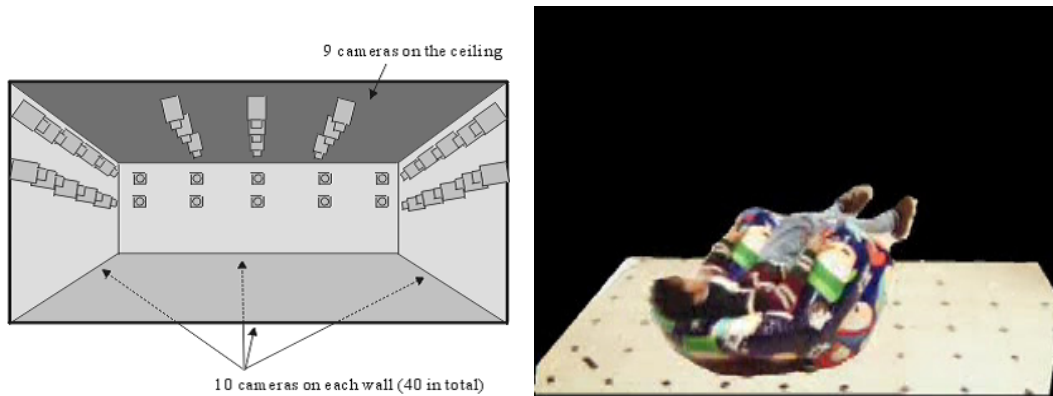 9 cameras on the ceiling
10 cameras on each wall (40 in total)